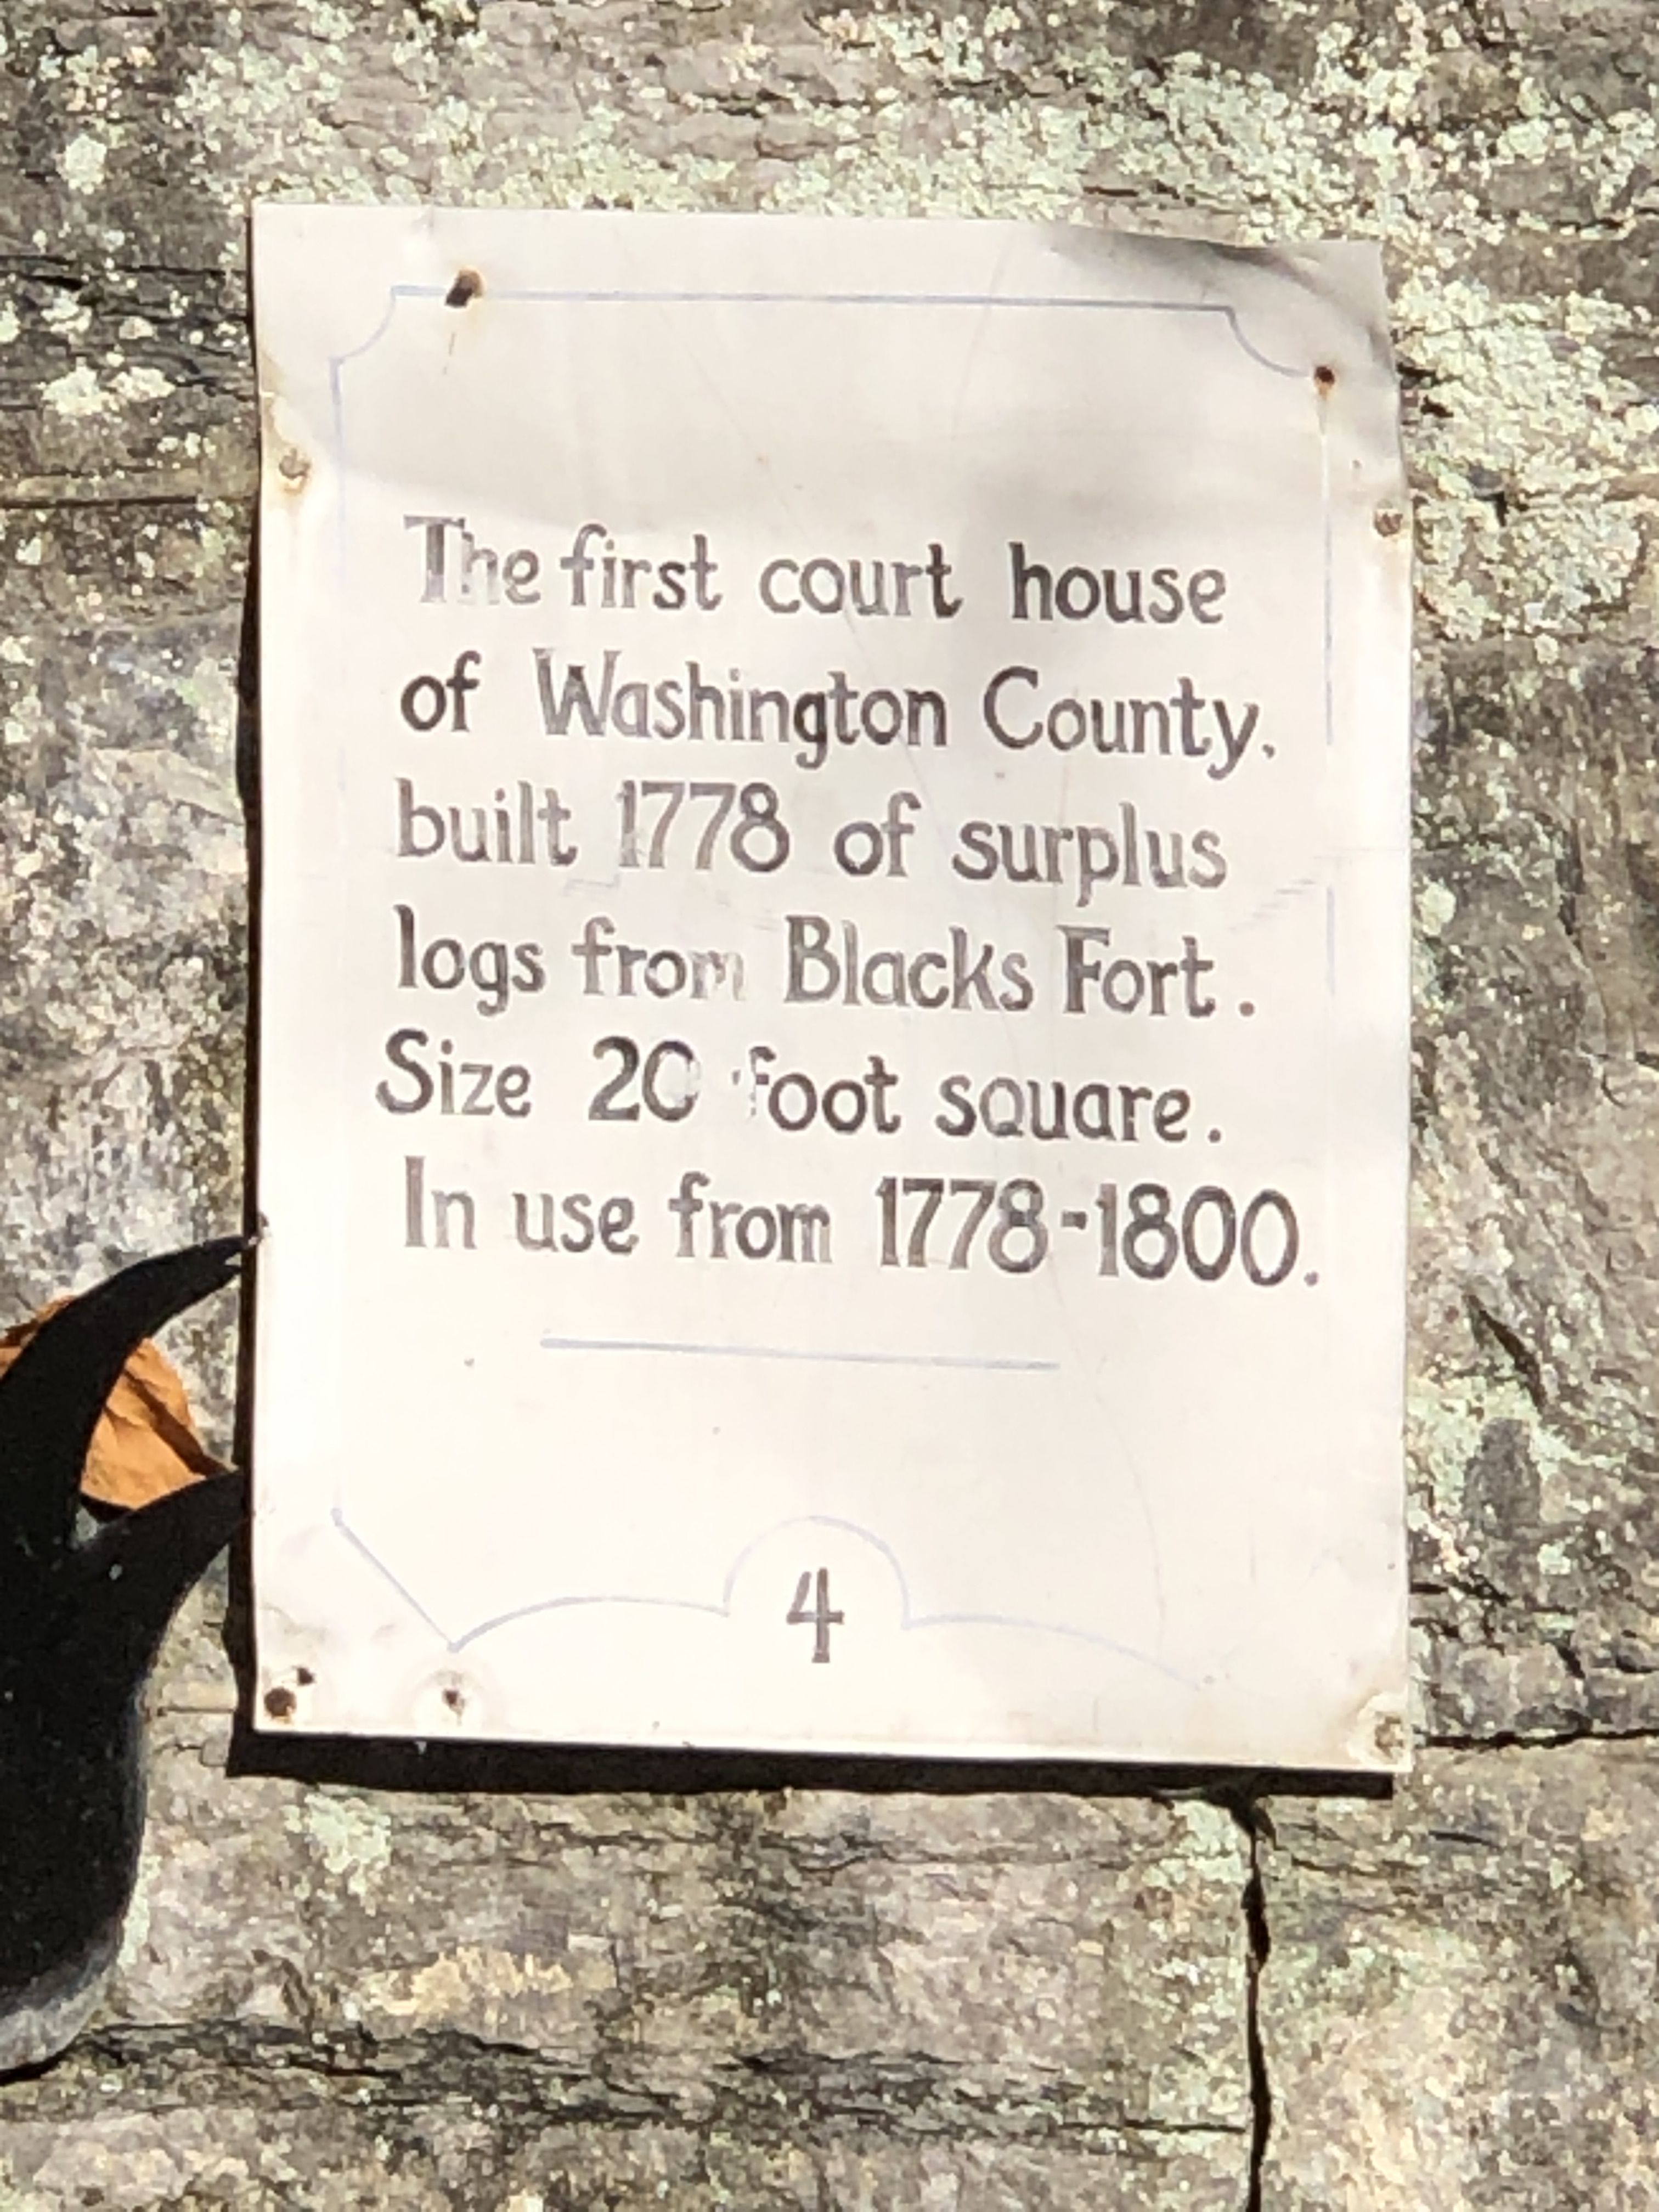 The first court house
of Washington County.
built 1778 of surplus
logs from Blacks Fort.
Size 20 foot square.
In use from 1778-1800.
4